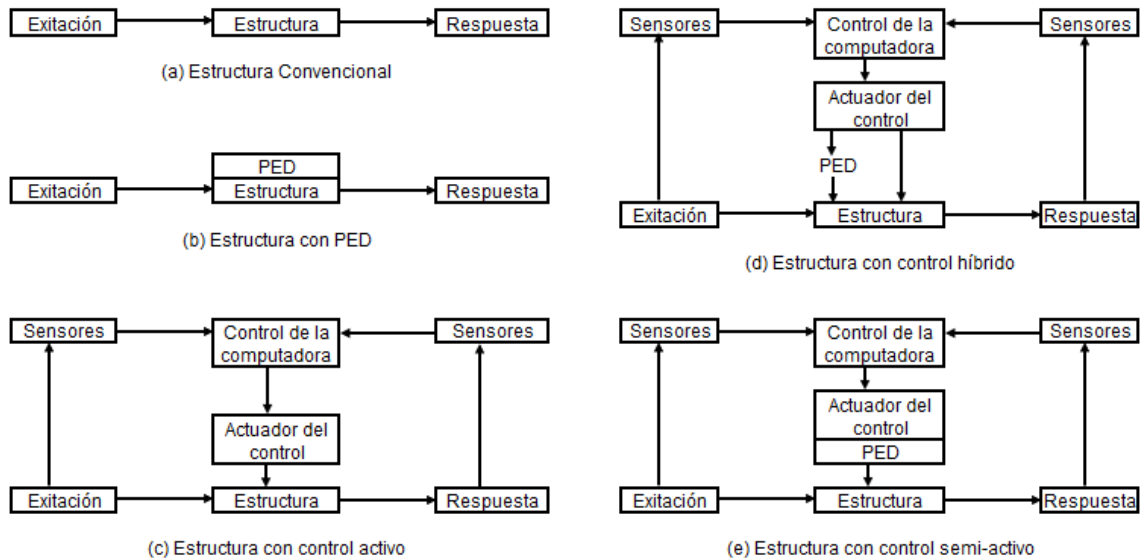 Exitación
Estructura
Respuesta
(a) Estructura Convencional
PED
Exitación
Estructura
Respuesta
(b) Estructura con PED
Sensores
Control de la
computadora
Sensores
Actuador del
control
Exitación
Estructura
Respuesta
(c) Estructura con control activo
Sensores
Control de la
computadora
Sensores
Actuador del
control
PED
Exitación
Estructura
Respuesta
(d) Estructura con control híbrido
Sensores
Control de la
computadora
Sensores
Actuador del
control
PED
Exitación
Estructura
Respuesta
(e) Estructura con control semi-activo